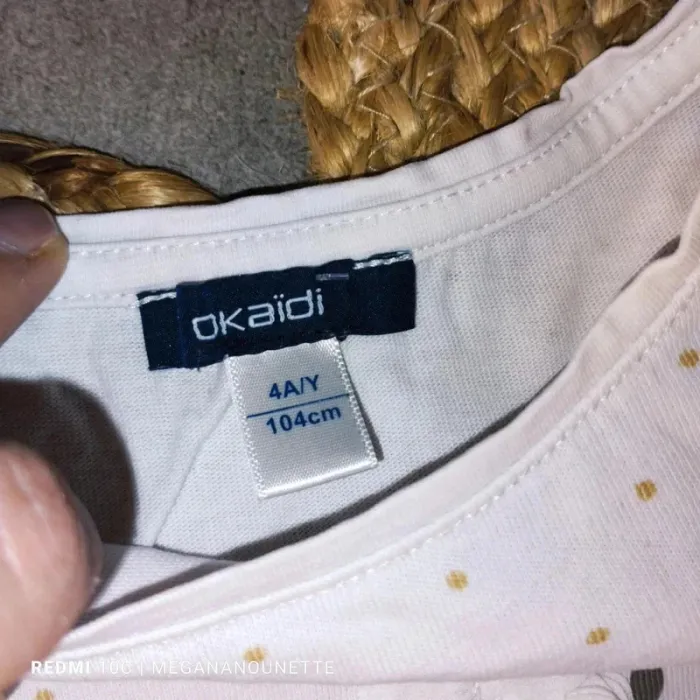 okaïdi
4A/Y
104cm
REDMI 10C | MEGANANOUNETTE